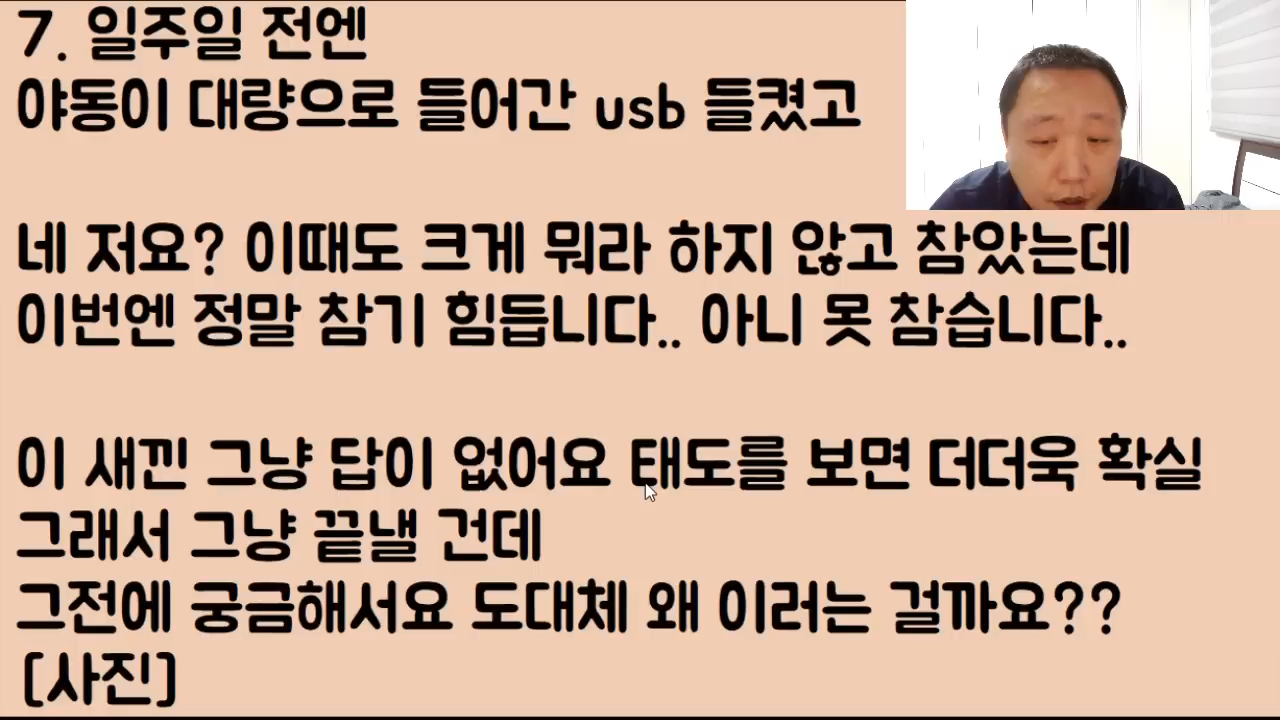 7. 일주일 전엔
야동이 대량으로 들어간 usb 들켰고
네 저요? 이때도 크게 뭐라 하지 않고 참았는데
이번엔 정말 참기 힘듭니다.. 아니 못 참습니다..
이 새낀 그냥 답이 없어요 태도를 보면 더더욱 확실
그래서 그냥 끝낼 건데
그전에 궁금해서요 도대체 왜 이러는 걸까요??
[사진]